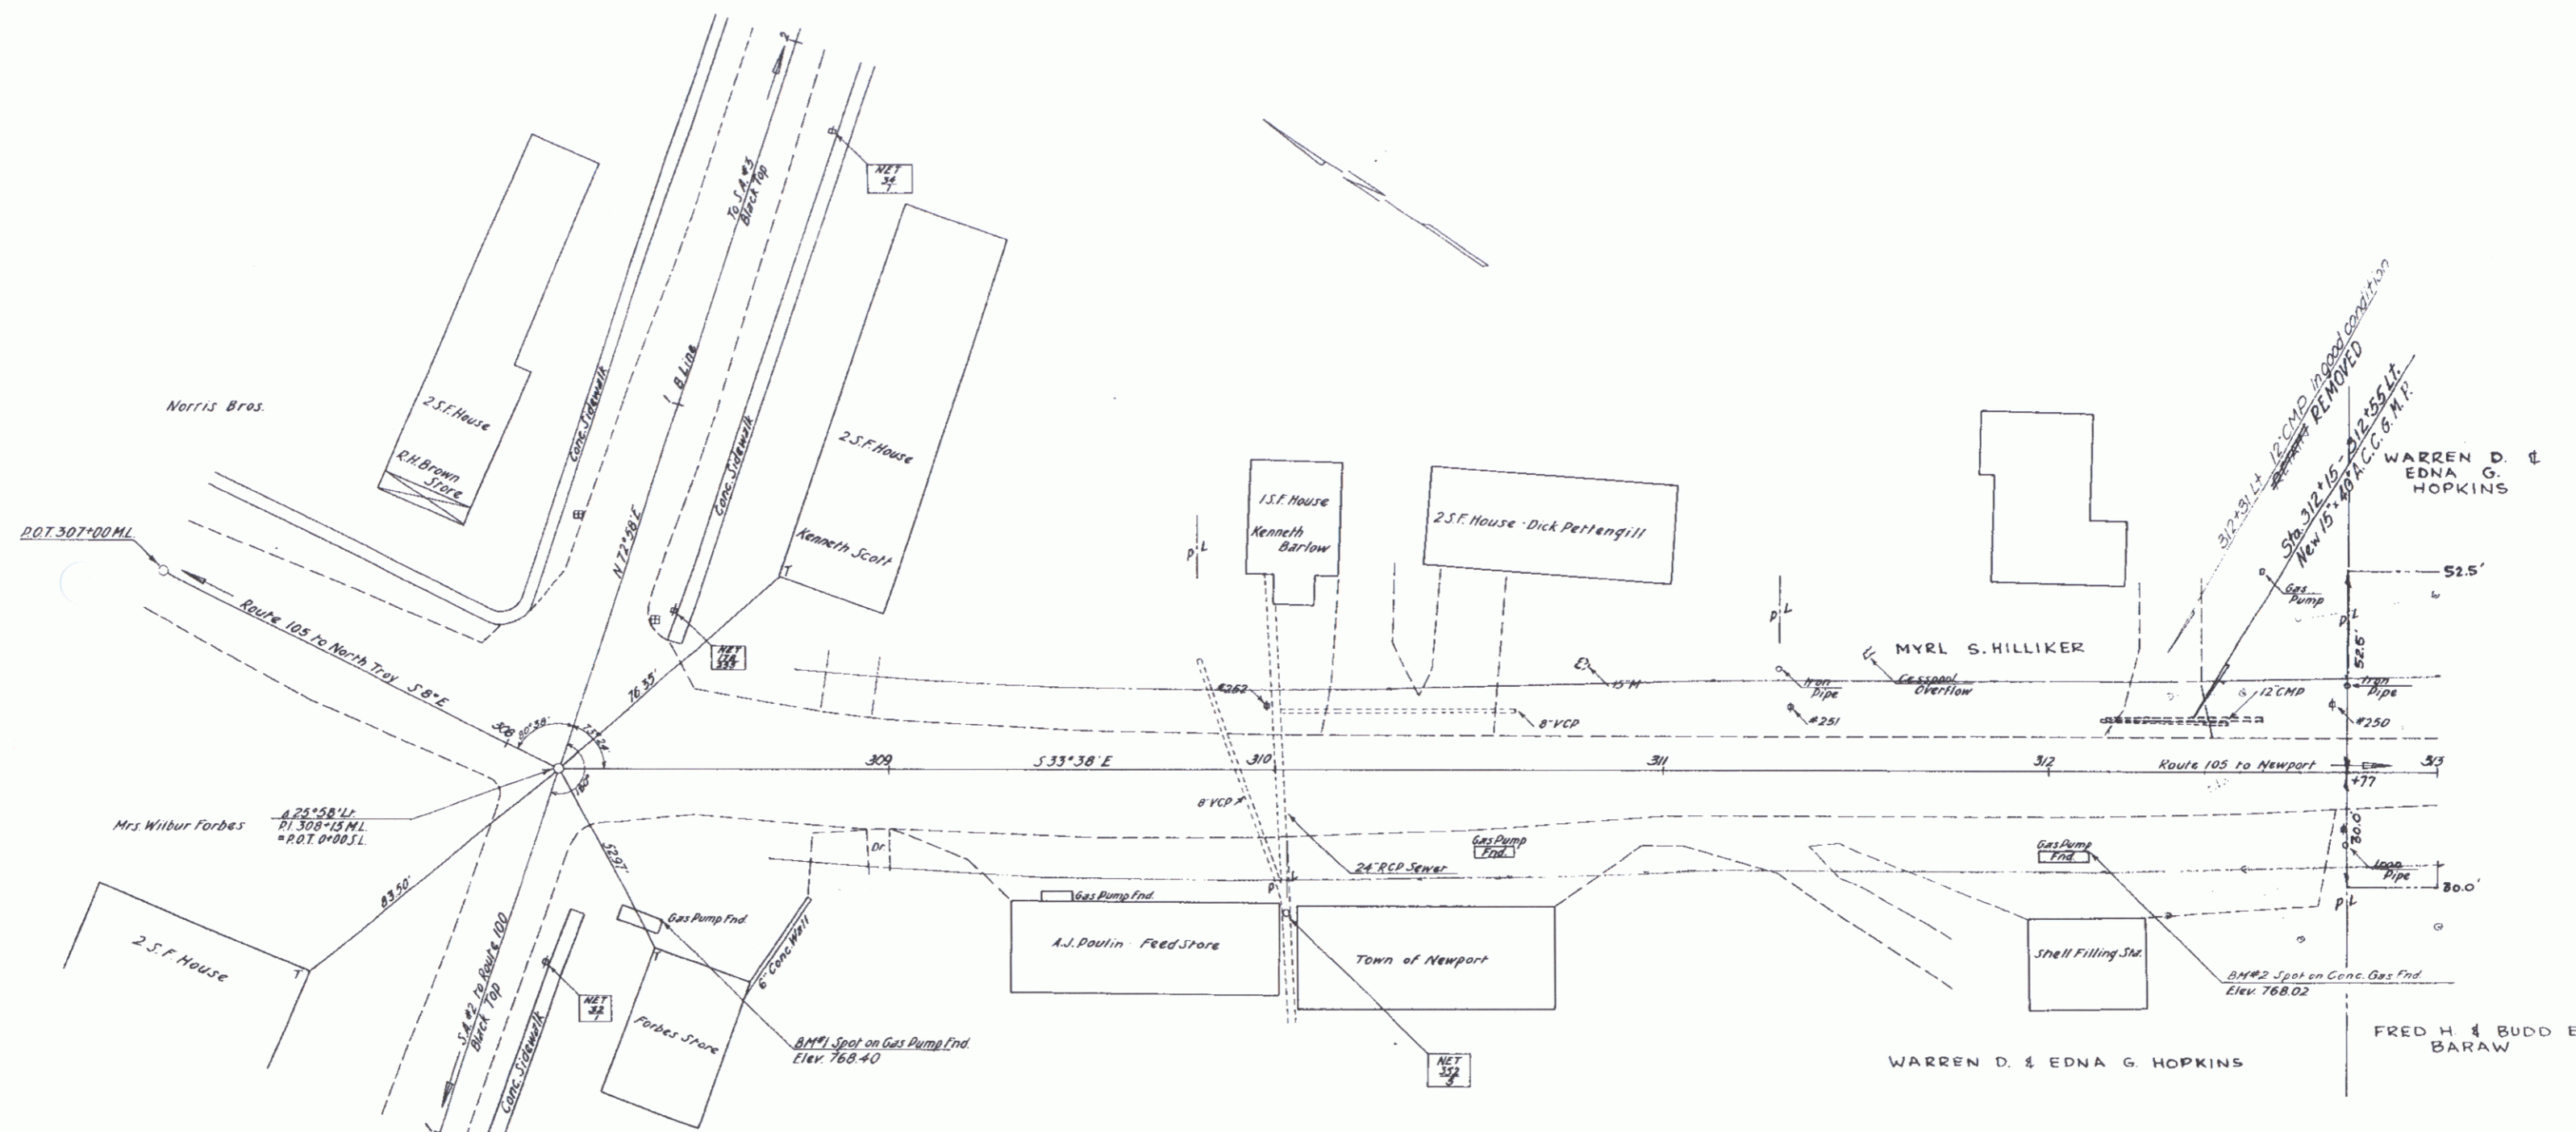 2
To S.A. #3
Black Top
NET
34
1
Norris Bros.
2 S.F. House
R.H. Brown
Store
Conc. Sidewalk
1
B Line
Conc. Sidewalk
2 S.F. House
Kenneth Scott
T
N 72°58' E
P.O.T. 307+00 M.L.
Route 105 to North Troy S 8° E
308
80°38'
73°24'
180°
76.35'
NET
Δ 25°58' Lt.
P.I. 308+15 M.L.
= P.O.T. 0+00 S.L.
Mrs. Wilbur Forbes
83.50'
52.97'
2 S. F. House
T
S.A. #2 to Route 100
Black Top
Conc. Sidewalk
NET
32
1
Gas Pump Fnd.
T
Forbes Store
6" Conc. Wall
BM#1 Spot on Gas Pump Fnd.
Elev. 768.40
Dr.
309
S 33°38' E
310
311
312
Route 105 to Newport
313
+77
P L
1 S.F. House
Kenneth
Barlow
2 S.F. House - Dick Pettengill
#252
8" VCP
15" M
P L
Iron
Pipe
#251
Cesspool
Overflow
MYRL S. HILLIKER
8" VCP
24" RCP Sewer
Gas Pump Fnd.
A.J. Poulin - Feed Store
P L
Town of Newport
NET
352
5
Gas Pump
Fnd.
Gas Pump
Fnd.
Shell Filling Sta.
BM#2 Spot on Conc. Gas Fnd.
Elev. 768.02
312+31 Lt 12" CMP in good condition
REMOVED
Sta. 312+15 - 312+55 Lt.
New 15" x 40' A.C.C.G.M.P.
WARREN D. &
EDNA G.
HOPKINS
52.5'
Gas
Pump
P L
52.5'
Iron
Pipe
12" CMP
#250
30.0'
Iron
Pipe
30.0'
P L
FRED H. & BUDD E
BARAW
WARREN D. & EDNA G. HOPKINS